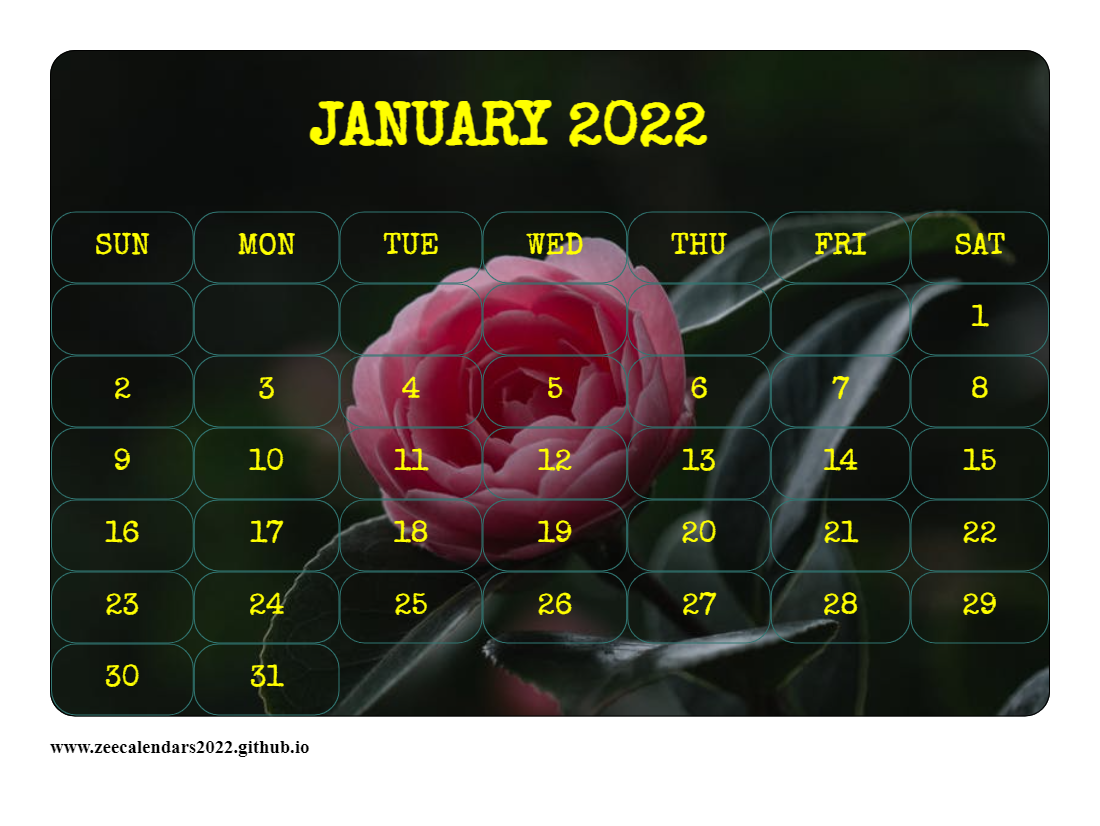 JANUARY 2022
SUN MON TUE WED THU FRI SAT
1
2 3 4 5 6 7 8
9 10 11 12 13 14 15
16 17 18 19 20 21 22
23 24 25 26 27 28 29
30 31
www.zeecalendars2022.github.io